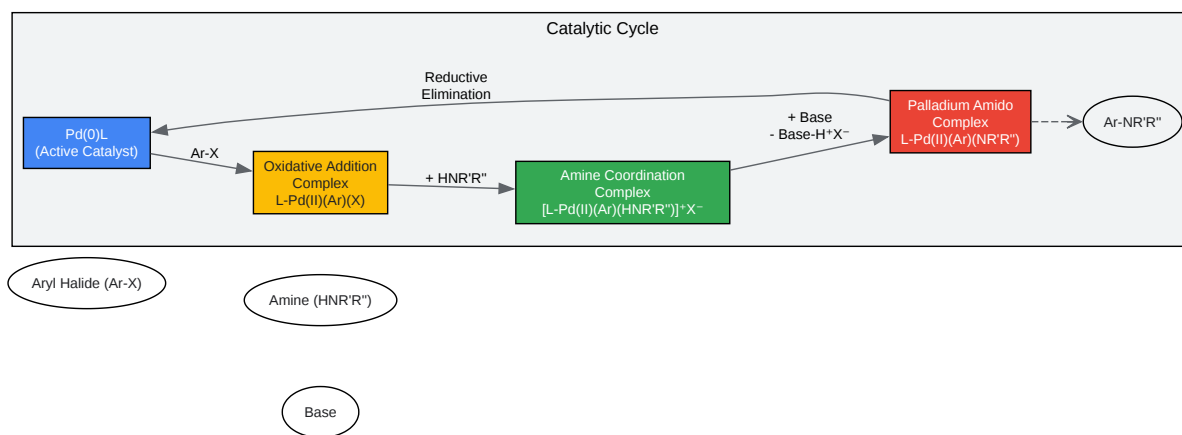 Catalytic Cycle
Reductive
Elimination
Pd(0)L
(Active Catalyst)
Ar-X
Oxidative Addition
Complex
L-Pd(II)(Ar)(X)
+ HNR'R"
Amine Coordination
Complex
[L-Pd(II)(Ar)(HNR'R")]⁺X⁻
+ Base
- Base-H⁺X⁻
Palladium Amido
Complex
L-Pd(II)(Ar)(NR'R")
Ar-NR'R"
Aryl Halide (Ar-X)
Amine (HNR'R")
Base